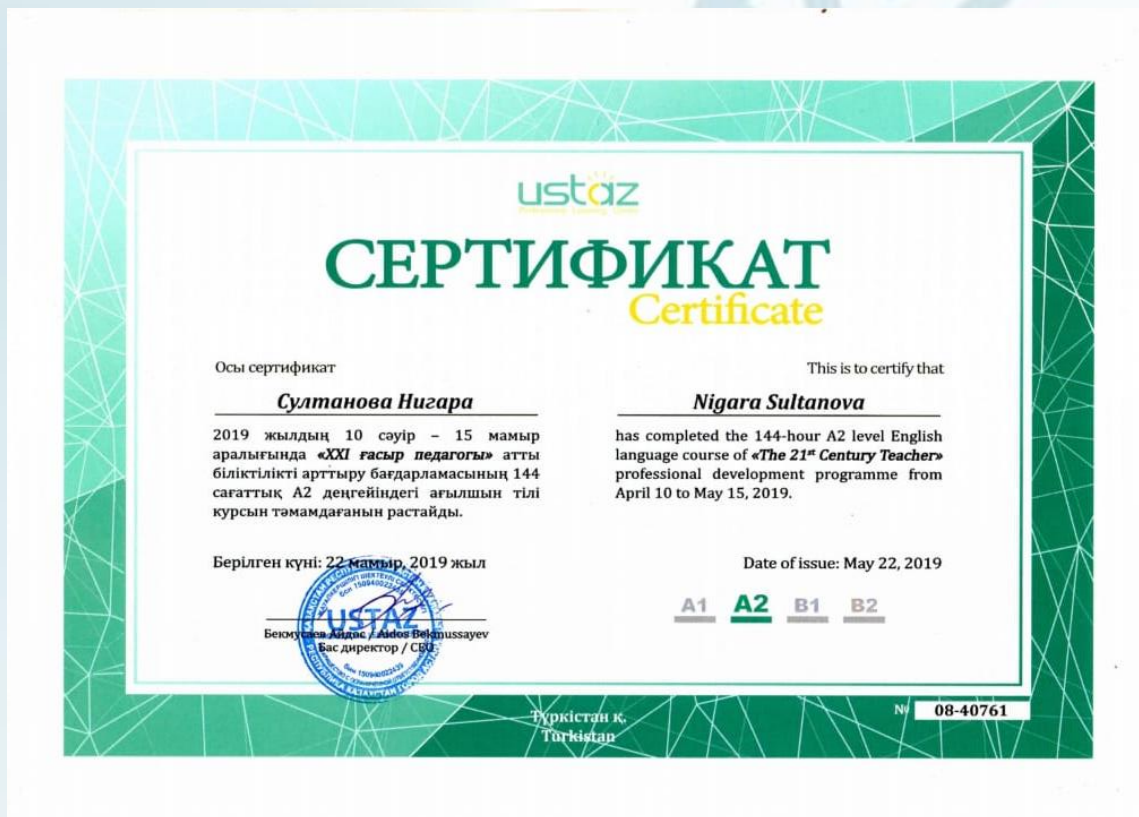 ustaz
СЕРТИФИКАТ
Certificate
Осы сертификат
Султанова Нигара
2019 жылдың 10 сәуір – 15 мамыр
аралығында «XXI ғасыр педагогы» атты
біліктілікті арттыру бағдарламасының 144
сағаттық А2 деңгейіндегі ағылшын тілі
курсын тәмамдағанын растайды.
Берілген күні: 22 мамыр, 2019 жыл
USTAZ
Бекмусаев Айдос / Aidos Bekmussayev
Бас директор / CEO
This is to certify that
Nigara Sultanova
has completed the 144-hour A2 level English
language course of «The 21st Century Teacher»
professional development programme from
April 10 to May 15, 2019.
Date of issue: May 22, 2019
A1 A2 B1 B2
Түркістан қ.
Turkistan
№ 08-40761